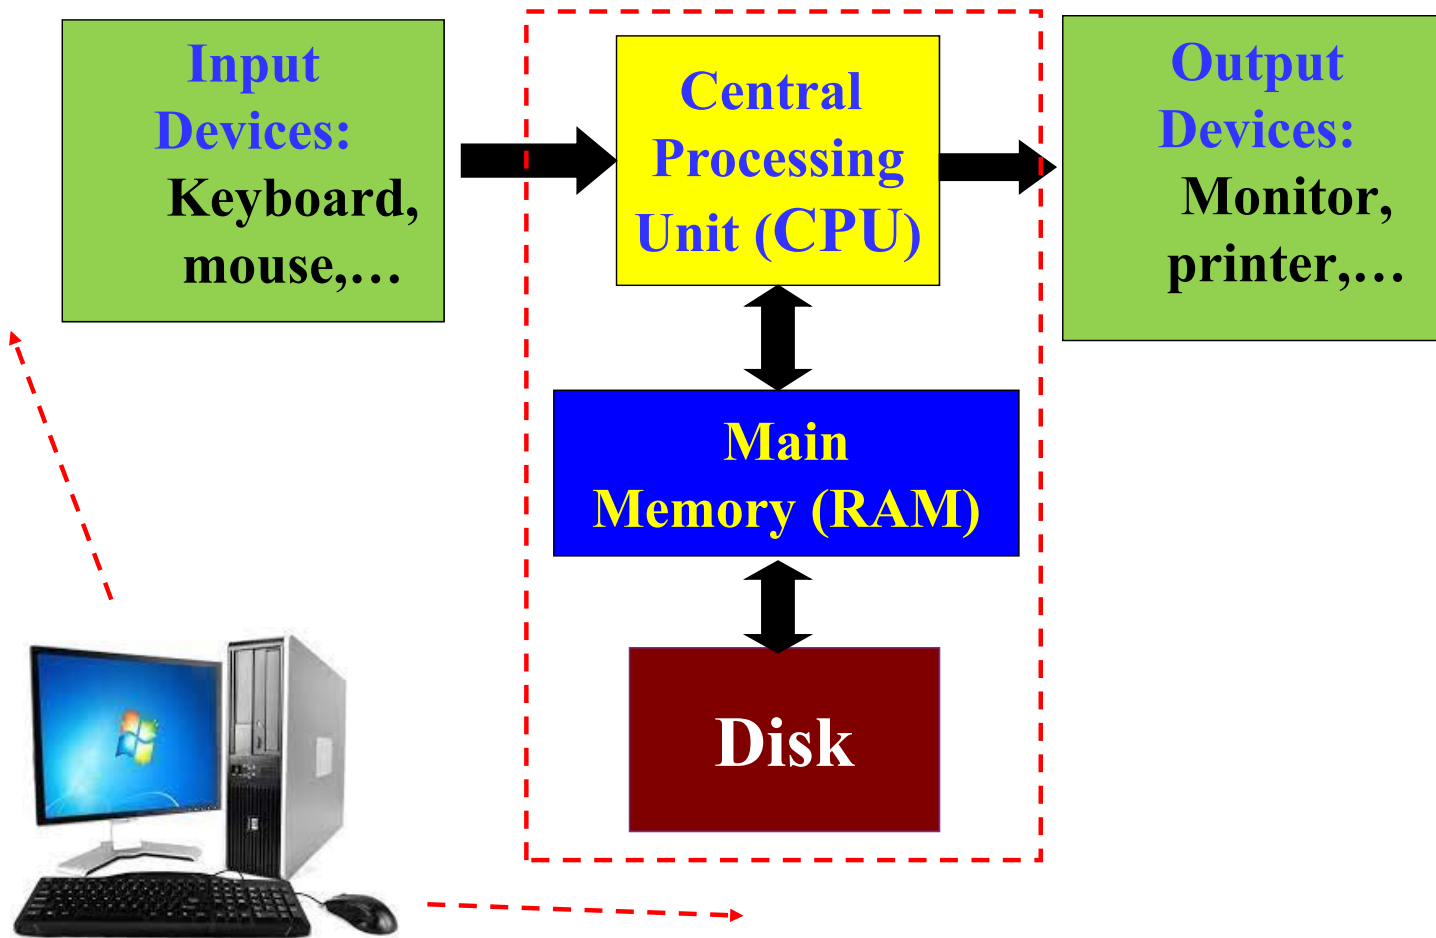 Input
Devices:
Keyboard,
mouse,...
Central
Processing
Unit (CPU)
Output
Devices:
Monitor,
printer,...
Main
Memory (RAM)
Disk